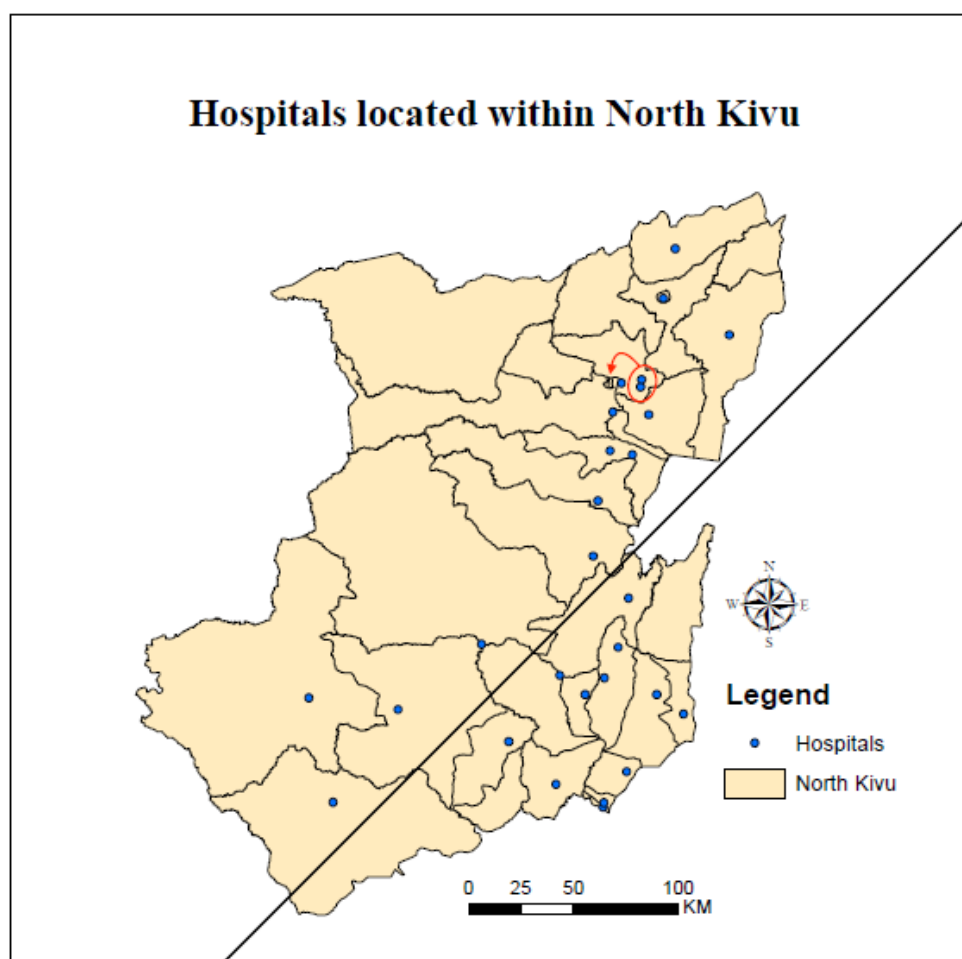 Hospitals located within North Kivu
N
W E
S
Legend
Hospitals
North Kivu
0 25 50 100
KM